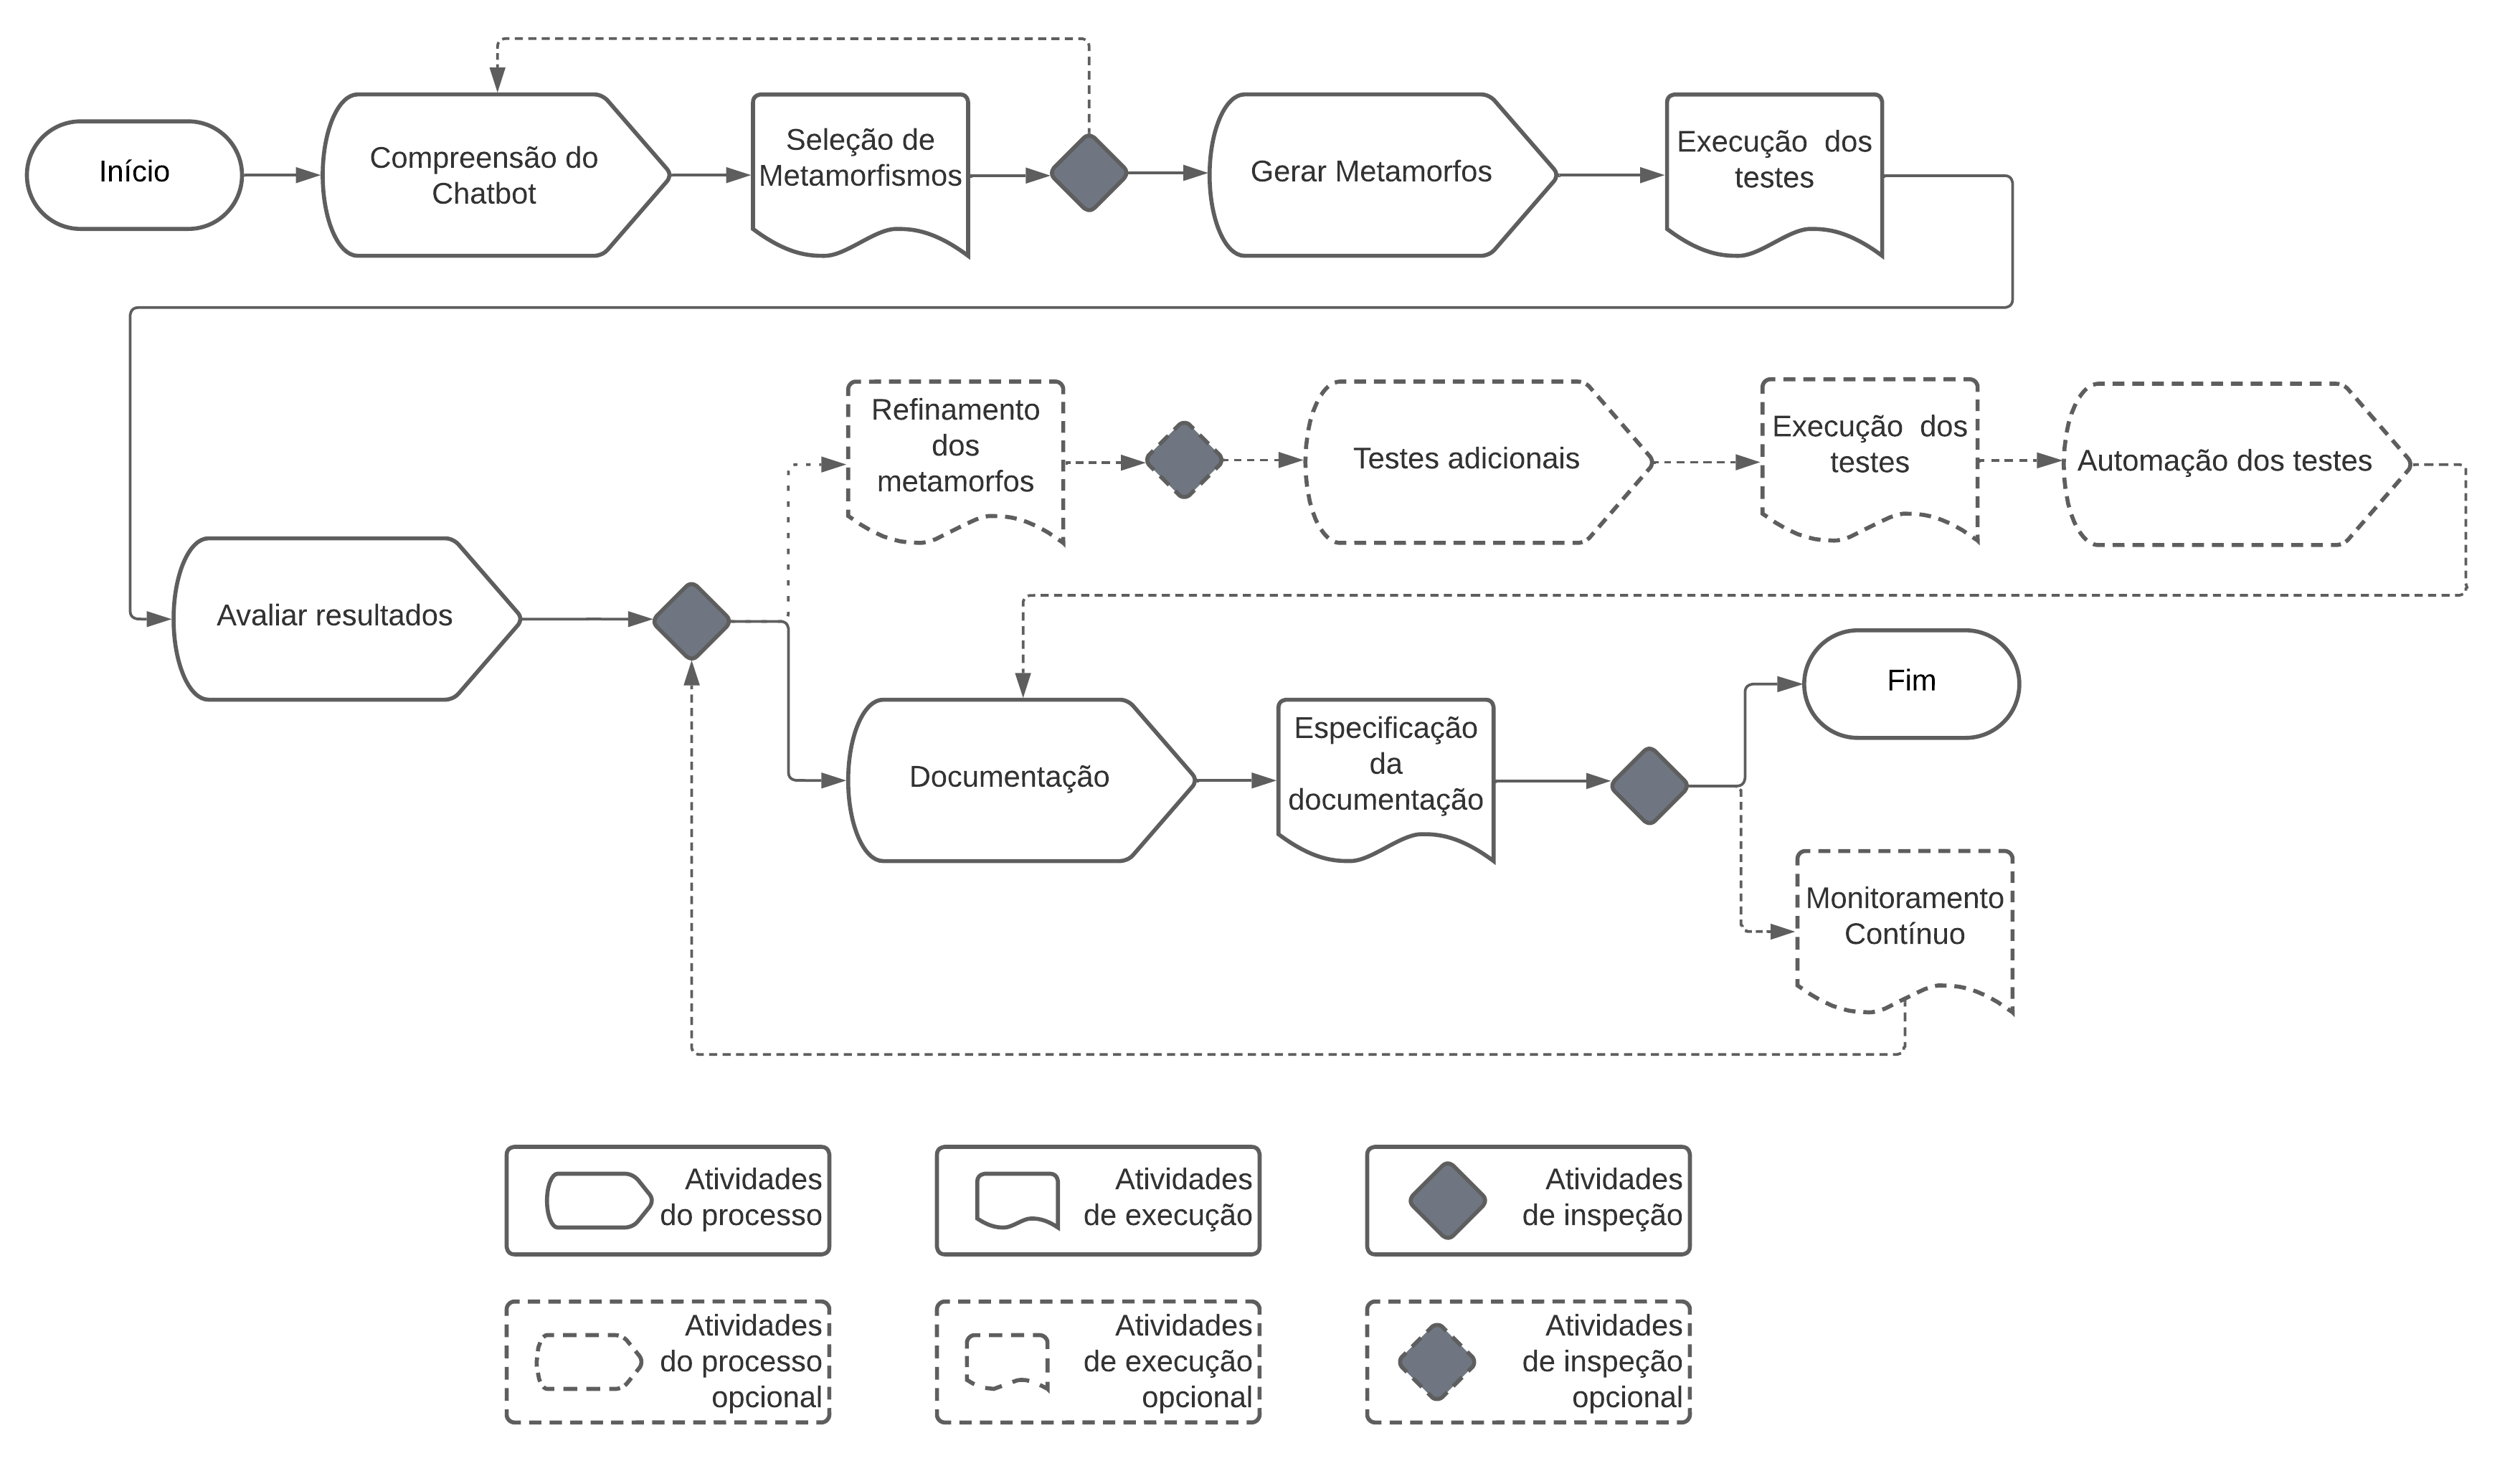 Início
Compreensão do
Chatbot
Seleção de
Metamorfismos
Gerar Metamorfos
Execução dos
testes
Refinamento
dos
metamorfos
Testes adicionais
Execução dos
testes
Automação dos testes
Avaliar resultados
Documentação
Especificação
da
documentação
Fim
Monitoramento
Contínuo
Atividades
do processo
Atividades
de execução
Atividades
de inspeção
Atividades
do processo
opcional
Atividades
de execução
opcional
Atividades
de inspeção
opcional